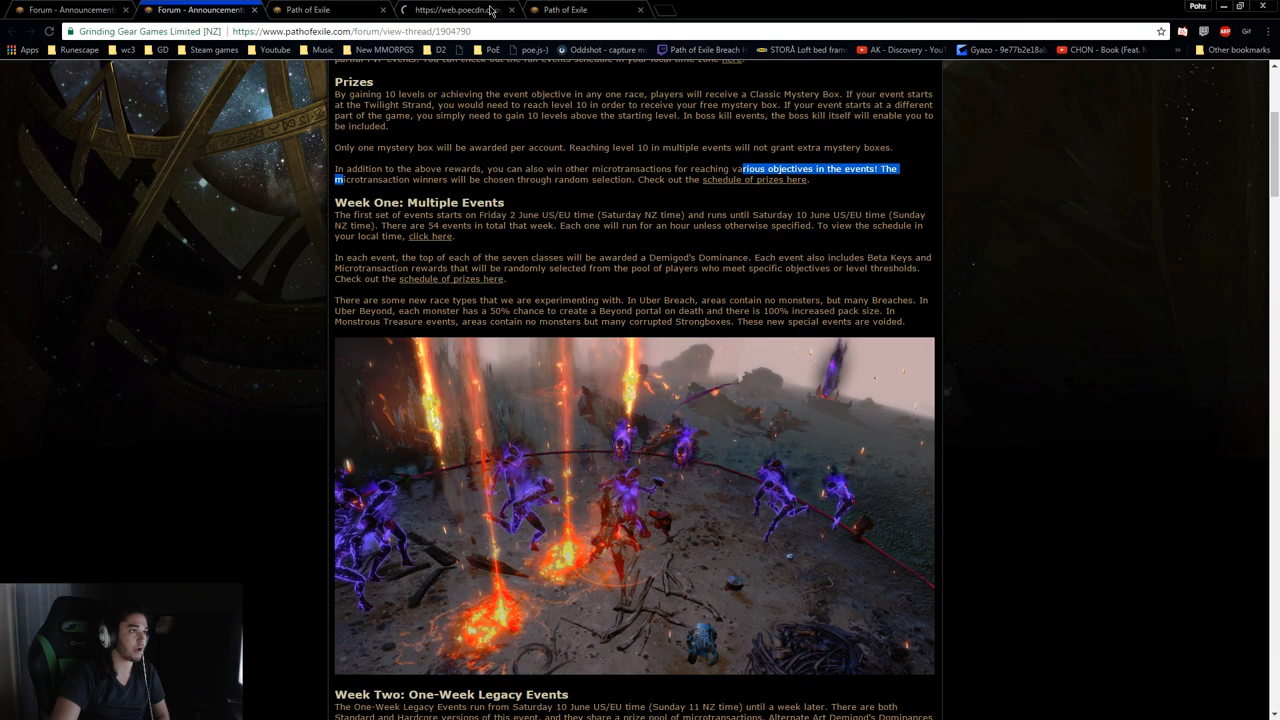 Forum - Announcement
Forum - Announcement
Path of Exile
https://web.poecdn.c
Path of Exile
Pohx
Grinding Gear Games Limited [NZ]
https://www.pathofexile.com/forum/view-thread/1904790
Apps
Runescape
wc3
GD
Steam games
Youtube
Music
New MMORPGS
D2
PoE
poe.js-)
Oddshot - capture m
Path of Exile Breach H
STORÅ Loft bed fram
AK - Discovery - You
Gyazo - 9e77b2e18ab
CHON - Book (Feat. M
Other bookmarks
partial PvP events. You can check out the full events schedule in your local time zone here.
Prizes
By gaining 10 levels or achieving the event objective in any one race, players will receive a Classic Mystery Box. If your event starts
at the Twilight Strand, you would need to reach level 10 in order to receive your free mystery box. If your event starts at a different
part of the game, you simply need to gain 10 levels above the starting level. In boss kill events, the boss kill itself will enable you to
be included.
Only one mystery box will be awarded per account. Reaching level 10 in multiple events will not grant extra mystery boxes.
In addition to the above rewards, you can also win other microtransactions for reaching various objectives in the events! The
microtransaction winners will be chosen through random selection. Check out the schedule of prizes here.
Week One: Multiple Events
The first set of events starts on Friday 2 June US/EU time (Saturday NZ time) and runs until Saturday 10 June US/EU time (Sunday
NZ time). There are 54 events in total that week. Each one will run for an hour unless otherwise specified. To view the schedule in
your local time, click here.
In each event, the top of each of the seven classes will be awarded a Demigod's Dominance. Each event also includes Beta Keys and
Microtransaction rewards that will be randomly selected from the pool of players who meet specific objectives or level thresholds.
Check out the schedule of prizes here.
There are some new race types that we are experimenting with. In Uber Breach, areas contain no monsters, but many Breaches. In
Uber Beyond, each monster has a 50% chance to create a Beyond portal on death and there is 100% increased pack size. In
Monstrous Treasure events, areas contain no monsters but many corrupted Strongboxes. These new special events are voided.
Week Two: One-Week Legacy Events
The One-Week Legacy Events run from Saturday 10 June US/EU time (Sunday 11 NZ time) until a week later. There are both
Standard and Hardcore versions of this event, and they share a prize pool of microtransactions. Alternate Art Demigod's Dominances